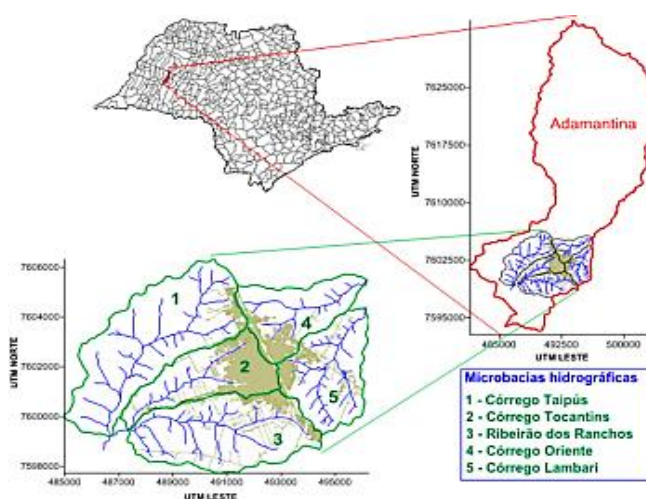 7625000
Adamantina
7617500
UTM NORTE
7610000
7602500
7595000
485000 492500 500000
UTM LESTE
7606000
7604000
UTM NORTE
7602000
7600000
7598000
1
4
2
5
3
485000 487000 489000 491000 493000 495000
UTM LESTE
Microbacias hidrográficas
1 - Córrego Taipús
2 - Córrego Tocantins
3 - Ribeirão dos Ranchos
4 - Córrego Oriente
5 - Córrego Lambari